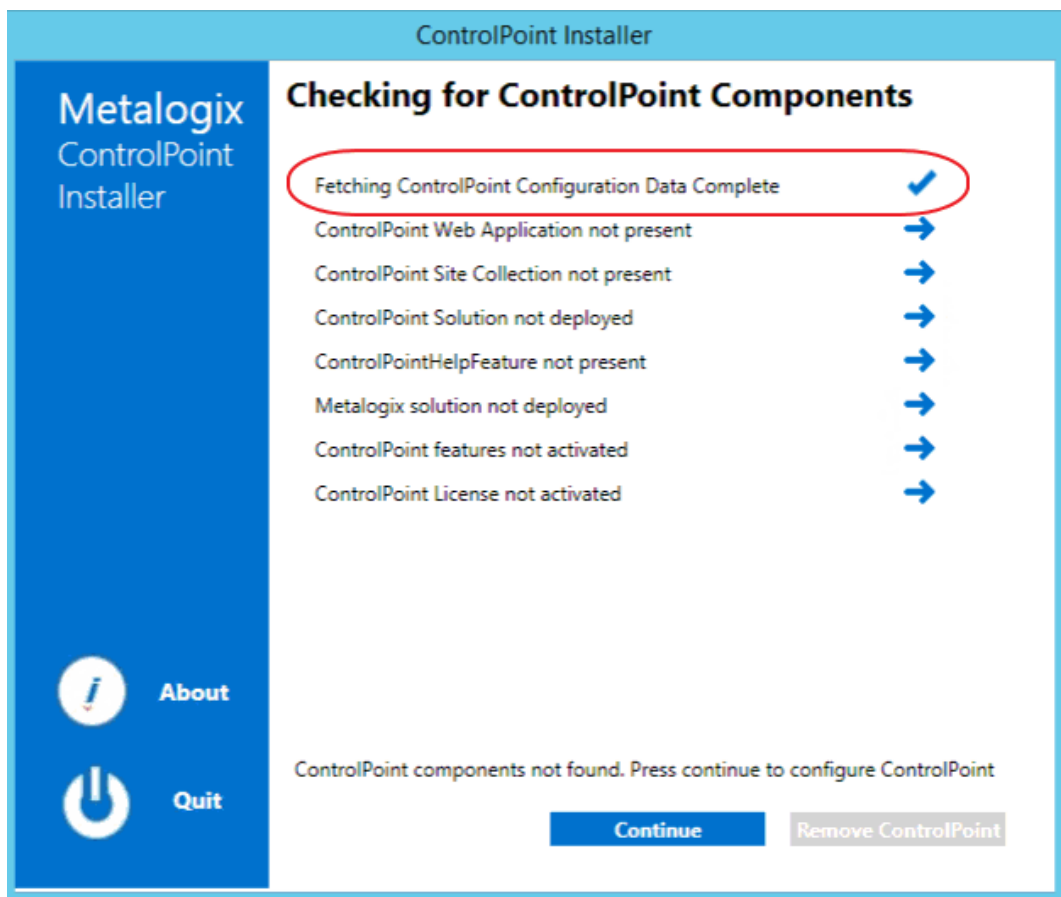 ControlPoint Installer
Metalogix
ControlPoint
Installer
Checking for ControlPoint Components
Fetching ControlPoint Configuration Data Complete
ControlPoint Web Application not present
ControlPoint Site Collection not present
ControlPoint Solution not deployed
ControlPointHelpFeature not present
Metalogix solution not deployed
ControlPoint features not activated
ControlPoint License not activated
About
Quit
ControlPoint components not found. Press continue to configure ControlPoint
Continue
Remove ControlPoint